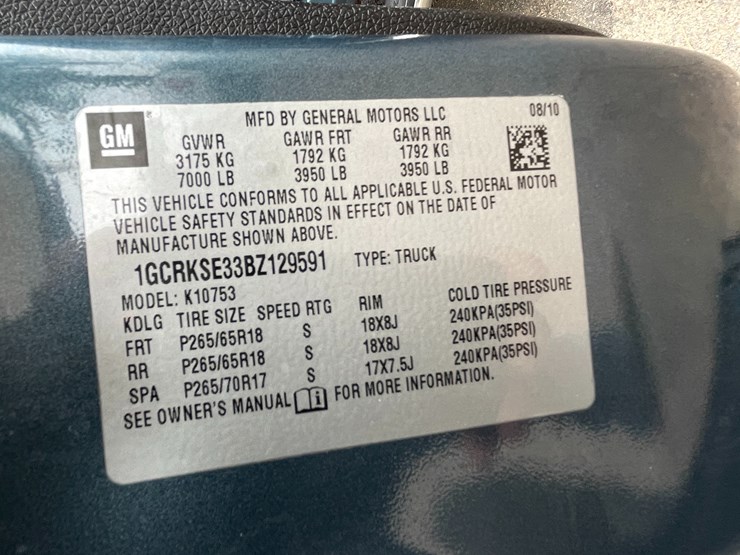 MFD BY GENERAL MOTORS LLC 08/10
GM
GVWR GAWR FRT GAWR RR
3175 KG 1792 KG 1792 KG
7000 LB 3950 LB 3950 LB
THIS VEHICLE CONFORMS TO ALL APPLICABLE U.S. FEDERAL MOTOR
VEHICLE SAFETY STANDARDS IN EFFECT ON THE DATE OF
MANUFACTURE SHOWN ABOVE.
1GCRKSE33BZ129591 TYPE: TRUCK
MODEL: K10753
KDLG TIRE SIZE SPEED RTG RIM COLD TIRE PRESSURE
FRT P265/65R18 S 18X8J 240KPA(35PSI)
RR P265/65R18 S 18X8J 240KPA(35PSI)
SPA P265/70R17 S 17X7.5J 240KPA(35PSI)
SEE OWNER'S MANUAL i FOR MORE INFORMATION.